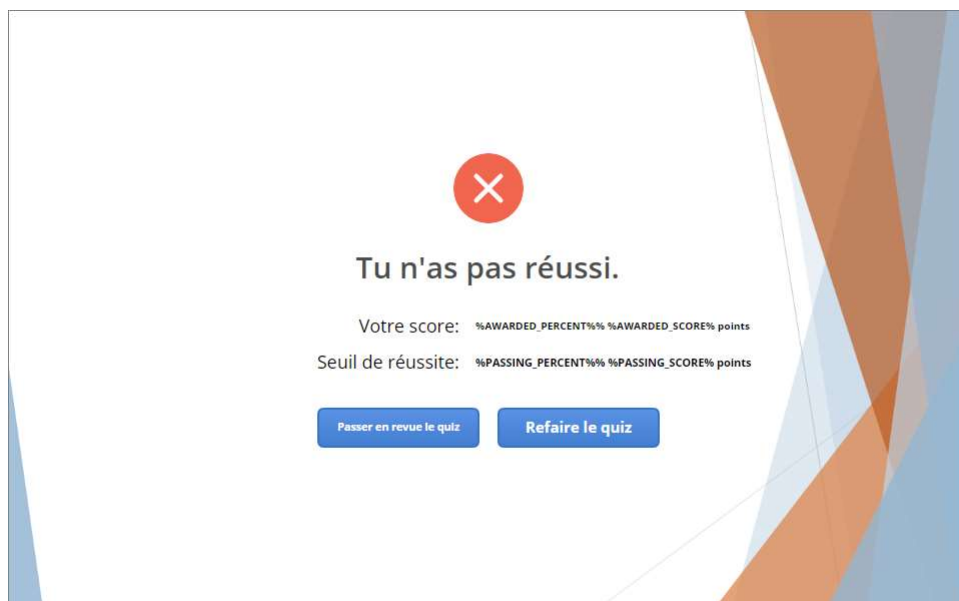 Tu n'as pas réussi.
Votre score: %AWARDED_PERCENT%% %AWARDED_SCORE% points
Seuil de réussite: %PASSING_PERCENT%% %PASSING_SCORE% points
Passer en revue le quiz Refaire le quiz